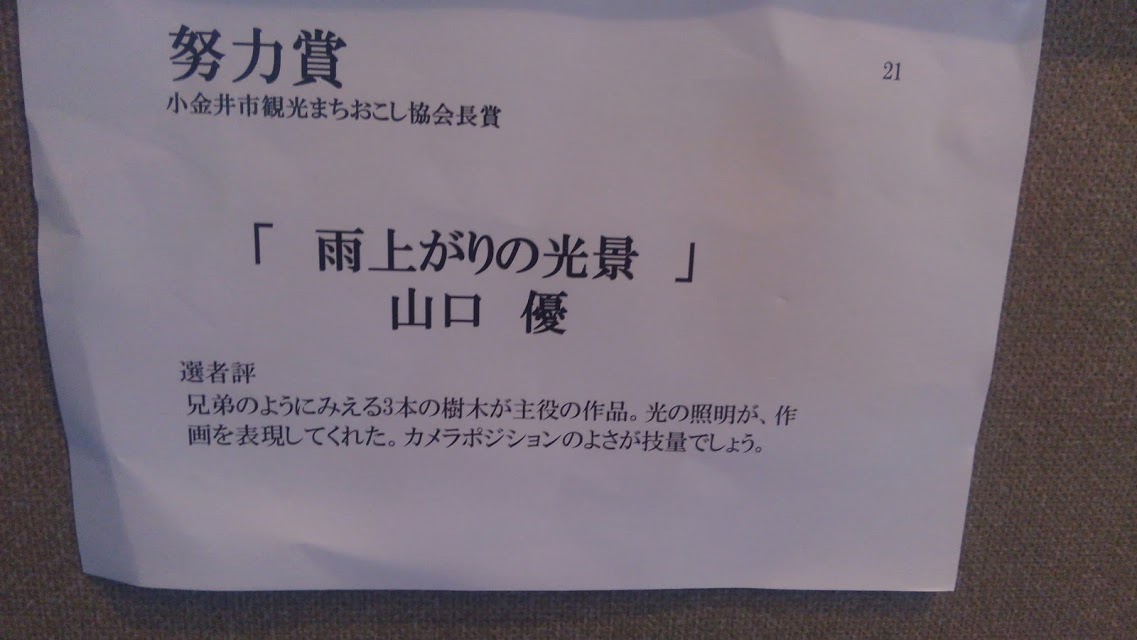 努力賞
21
小金井市観光まちおこし協会長賞
「　雨上がりの光景　」
山口　優
選者評
兄弟のようにみえる3本の樹木が主役の作品。光の照明が、作
画を表現してくれた。カメラポジションのよさが技量でしょう。